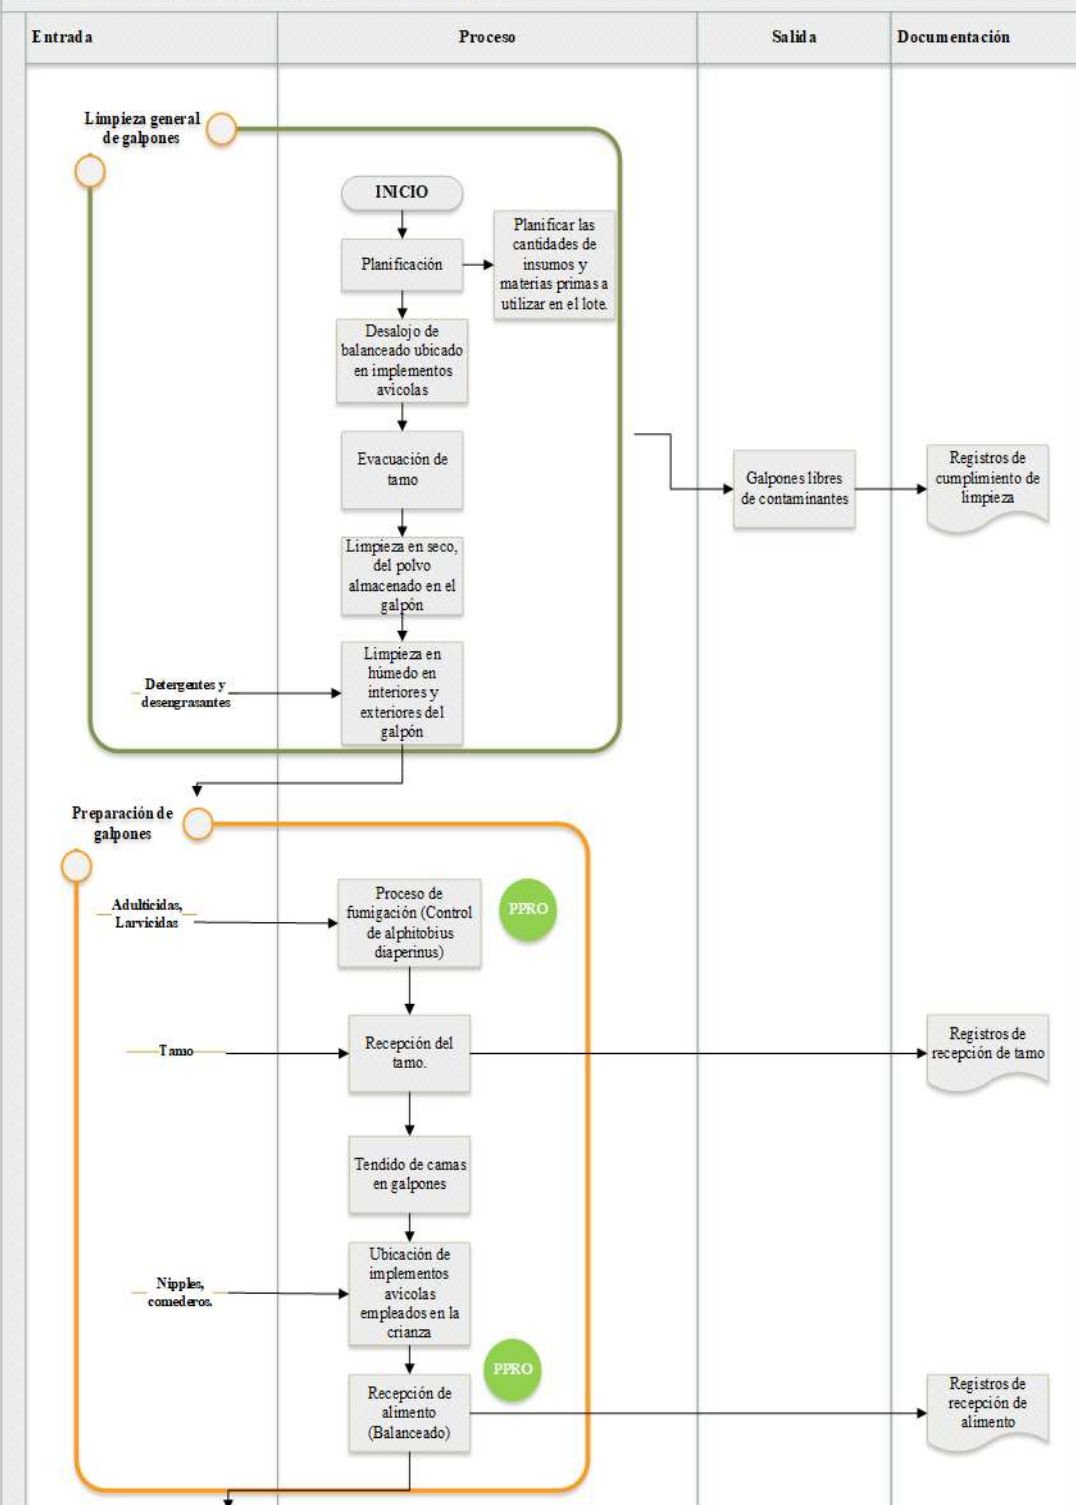 Entrada
Proceso
Salida
Documentación
Limpieza general
de galpones
INICIO
Planificación
Planificar las
cantidades de
insumos y
materias primas a
utilizar en el lote.
Desalojo de
balanceado ubicado
en implementos
avícolas
Evacuación de
tamo
Galpones libres
de contaminantes
Registros de
cumplimiento de
limpieza
Limpieza en seco,
del polvo
almacenado en el
galpón
Detergentes y
desengrasantes
Limpieza en
húmedo en
interiores y
exteriores del
galpón
Preparación de
galpones
Adulticidas,
Larvicidas
Proceso de
fumigación (Control
de alphitobius
diaperinus)
PPRO
Tamo
Recepción del
tamo.
Registros de
recepción de tamo
Tendido de camas
en galpones
Nipples,
comederos.
Ubicación de
implementos
avícolas
empleados en la
crianza
PPRO
Recepción de
alimento
(Balanceado)
Registros de
recepción de
alimento